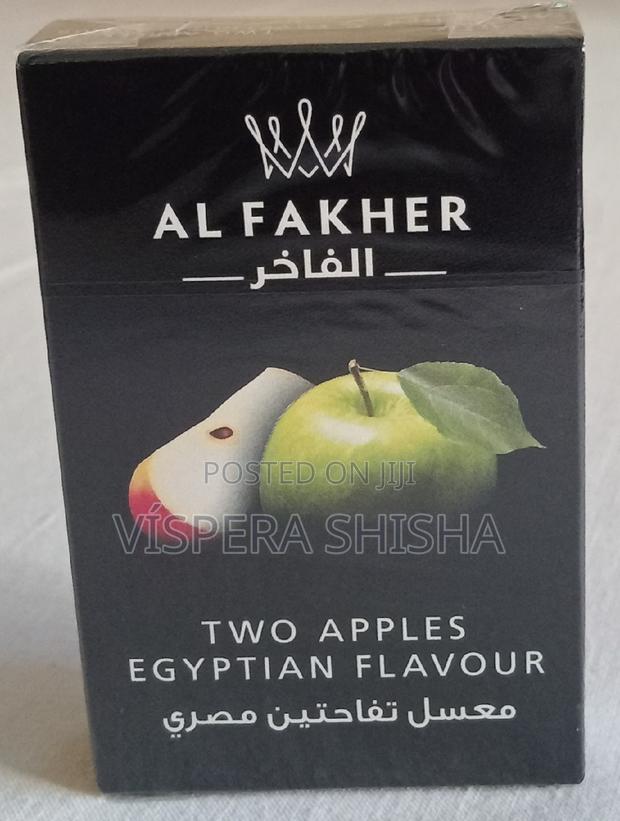 AL FAKHER
الفاخر
POSTED ON JIJI
VÍSPERA SHISHA
TWO APPLES
EGYPTIAN FLAVOUR
معسل تفاحتين مصري